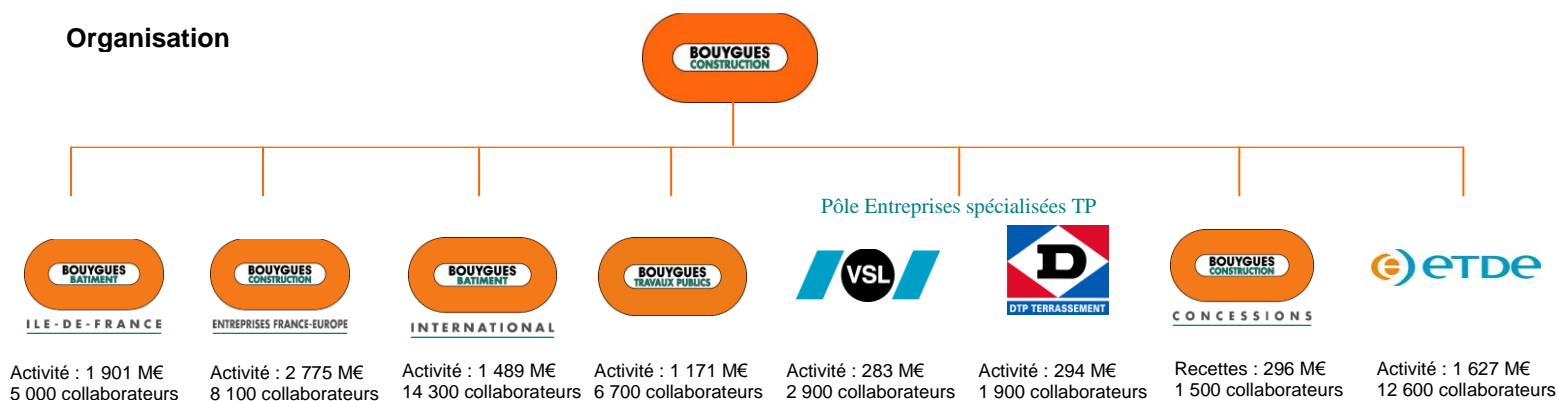 Organisation
BOUYGUES
CONSTRUCTION
Pôle Entreprises spécialisées TP
BOUYGUES
BATIMENT
ILE-DE-FRANCE
BOUYGUES
CONSTRUCTION
ENTREPRISES FRANCE-EUROPE
BOUYGUES
BATIMENT
INTERNATIONAL
BOUYGUES
TRAVAUX PUBLICS
VSL
D
DTP TERRASSEMENT
BOUYGUES
CONSTRUCTION
CONCESSIONS
e eTDe
Activité : 1 901 M€
5 000 collaborateurs
Activité : 2 775 M€
8 100 collaborateurs
Activité : 1 489 M€
14 300 collaborateurs
Activité : 1 171 M€
6 700 collaborateurs
Activité : 283 M€
2 900 collaborateurs
Activité : 294 M€
1 900 collaborateurs
Recettes : 296 M€
1 500 collaborateurs
Activité : 1 627 M€
12 600 collaborateurs